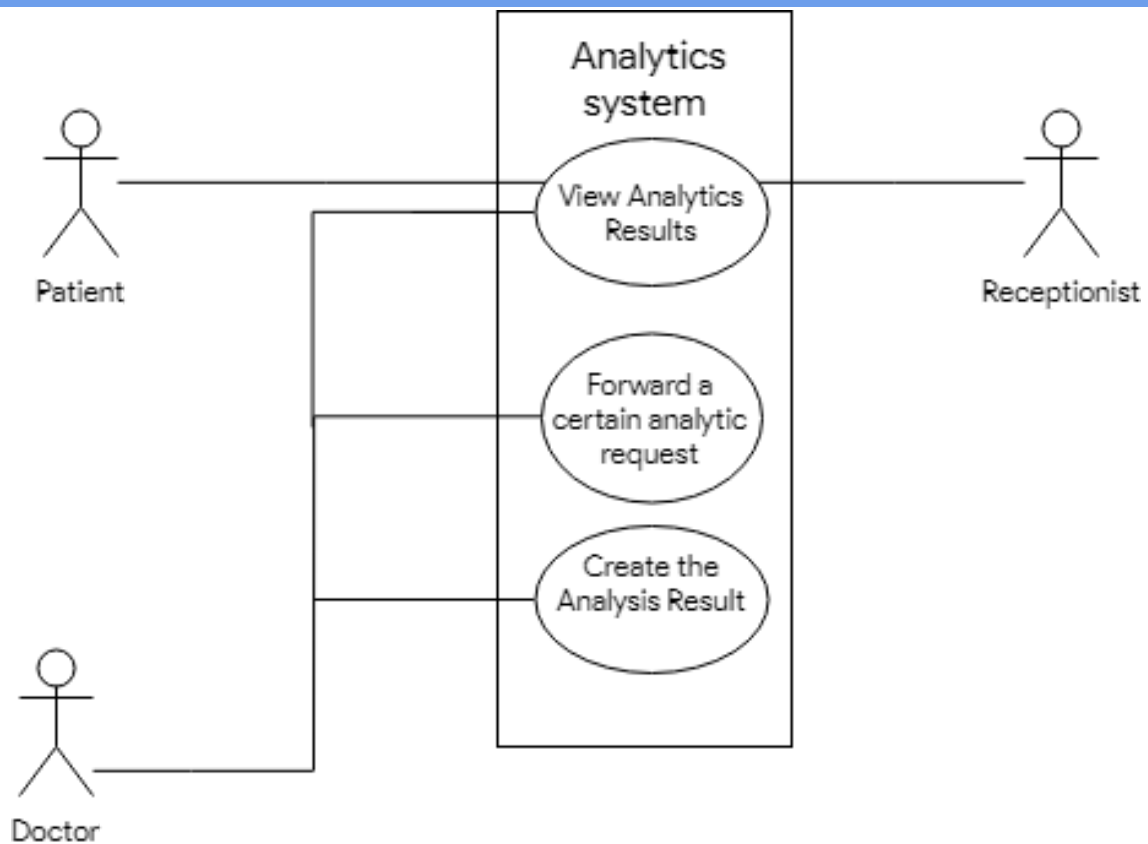 Analytics
system
View Analytics
Results
Patient
Receptionist
Forward a
certain analytic
request
Create the
Analysis Result
Doctor